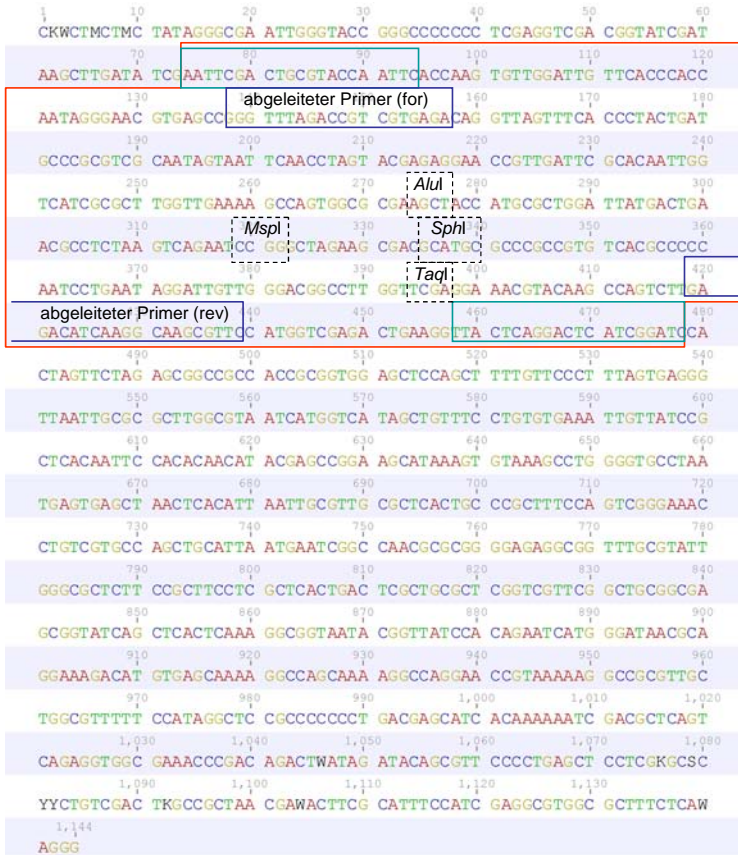 1 10 20 30 40 50 60
CKWCTMCTMC TATAGGGCGA ATTGGGTACC GGGCCCCCCC TCGAGGTCGA CGGTATCGAT
70 80 90 100 110 120
AAGCTTGATA TCGAATTCGA CTGCGTACCA ATTCACCAAG TGTTGGATTG TTCACCCACC
130 140 150 160 170 180
abgeleiteter Primer (for)
AATAGGGAAC GTGAGCCGGG TTTAGACCGT CGTGAGACAG GTTAGTTTCA CCCTACTGAT
190 200 210 220 230 240
GCCCGCGTCG CAATAGTAAT TCAACCTAGT ACGAGAGGAA CCGTTGATTC GCACAATTGG
250 260 270 AluI 280 290 300
TCATCGCGCT TGGTTGAAAA GCCAGTGGCG CGAAGCTACC ATGCGCTGGA TTATGACTGA
310 320 MspI 330 SphI 340 350 360
ACGCCTCTAA GTCAGAATCC GGGCTAGAAG CGACGCATGC GCCCGCCGTG TCACGCCCCC
370 380 390 TaqI 400 410 420
AATCCTGAAT AGGATTGTTG GGACGGCCTT GGTTCGAGGA AACGTACAAG CCAGTCTTGA
abgeleiteter Primer (rev) 460 470 480
GACATCAAGG CAAGCGTTCC ATGGTCGAGA CTGAAGGTTA CTCAGGACTC ATCGGATCCA
490 500 510 520 530 540
CTAGTTCTAG AGCGGCCGCC ACCGCGGTGG AGCTCCAGCT TTTGTTCCCT TTAGTGAGGG
550 560 570 580 590 600
TTAATTGCGC GCTTGGCGTA ATCATGGTCA TAGCTGTTTC CTGTGTGAAA TTGTTATCCG
610 620 630 640 650 660
CTCACAATTC CACACAACAT ACGAGCCGGA AGCATAAAGT GTAAAGCCTG GGGTGCCTAA
670 680 690 700 710 720
TGAGTGAGCT AACTCACATT AATTGCGTTG CGCTCACTGC CCGCTTTCCA GTCGGGAAAC
730 740 750 760 770 780
CTGTCGTGCC AGCTGCATTA ATGAATCGGC CAACGCGCGG GGAGAGGCGG TTTGCGTATT
790 800 810 820 830 840
GGGCGCTCTT CCGCTTCCTC GCTCACTGAC TCGCTGCGCT CGGTCGTTCG GCTGCGGCGA
850 860 870 880 890 900
GCGGTATCAG CTCACTCAAA GGCGGTAATA CGGTTATCCA CAGAATCATG GGATAACGCA
910 920 930 940 950 960
GGAAAGACAT GTGAGCAAAA GGCCAGCAAA AGGCCAGGAA CCGTAAAAAG GCCGCGTTGC
970 980 990 1,000 1,010 1,020
TGGCGTTTTT CCATAGGCTC CGCCCCCCCT GACGAGCATC ACAAAAAATC GACGCTCAGT
1,030 1,040 1,050 1,060 1,070 1,080
CAGAGGTGGC GAAACCCGAC AGACTWATAG ATACAGCGTT CCCCTGAGCT CCTCGKGCSC
1,090 1,100 1,110 1,120 1,130
YYCTGTCGAC TKGCCGCTAA CGAWACTTCG CATTTCCATC GAGGCGTGGC GCTTTCTCAW
1,144
AGGG